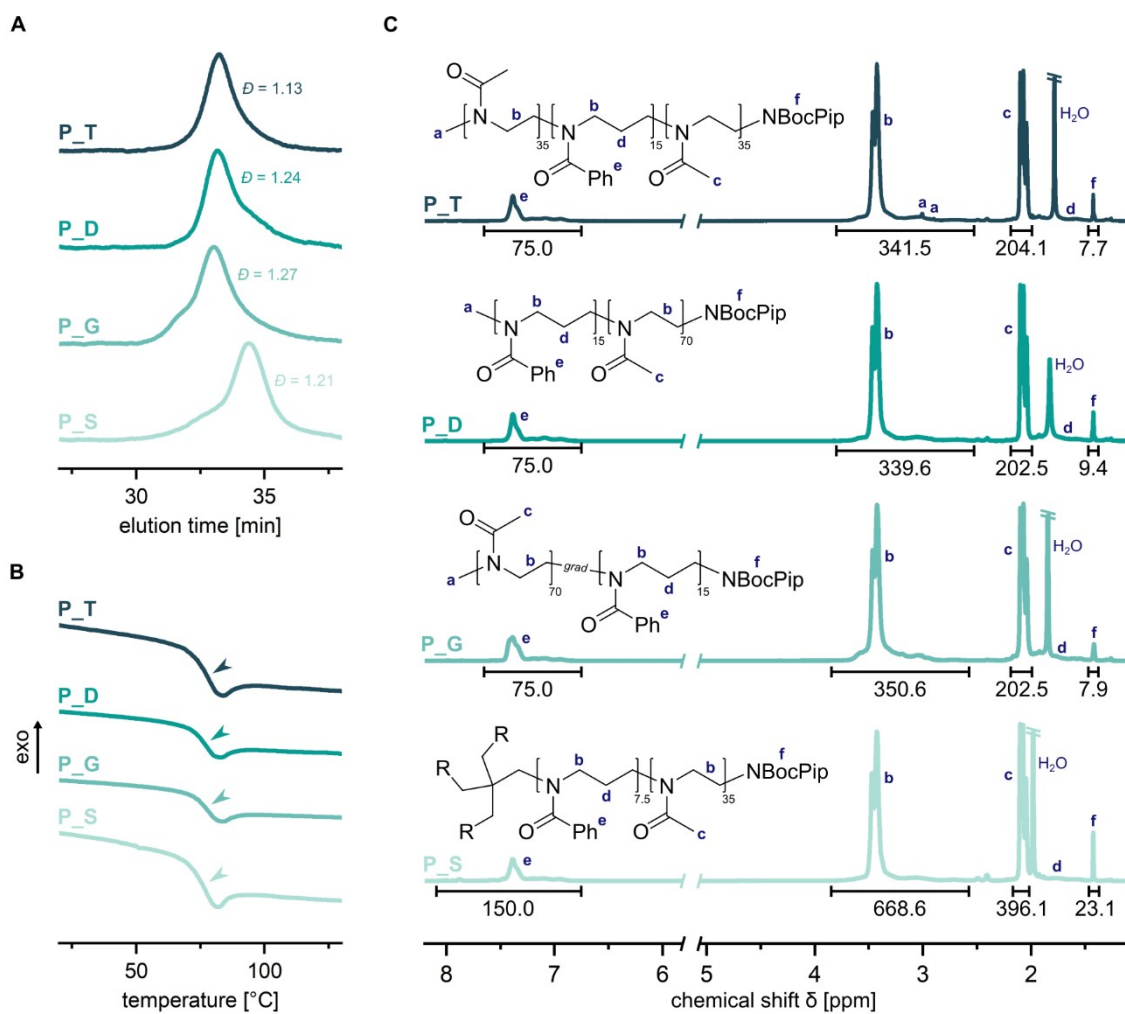 A
P_T
Đ = 1.13
P_D
Đ = 1.24
P_G
Đ = 1.27
P_S
Đ = 1.21
30 35
elution time [min]
B
P_T
P_D
P_G
P_S
exo
50 100
temperature [°C]
C
O
N
a
b
35
N
O
Ph
e
b
d
15
N
O
c
35
f
NBocPip
P_T
e
b
a
a
c
H2O
d
f
75.0 341.5 204.1 7.7
a
N
O
Ph
e
b
d
15
N
O
c
b
70
f
NBocPip
P_D
e
b
c
H2O
d
f
75.0 339.6 202.5 9.4
O
c
N
a
b
70
grad
N
O
Ph
e
b
d
15
f
NBocPip
P_G
e
b
c
H2O
d
f
75.0 350.6 202.5 7.9
R
R
R
N
O
Ph
e
b
d
7.5
N
O
c
b
35
f
NBocPip
P_S
e
b
c
H2O
d
f
150.0 668.6 396.1 23.1
8 7 6 5 4 3 2
chemical shift δ [ppm]